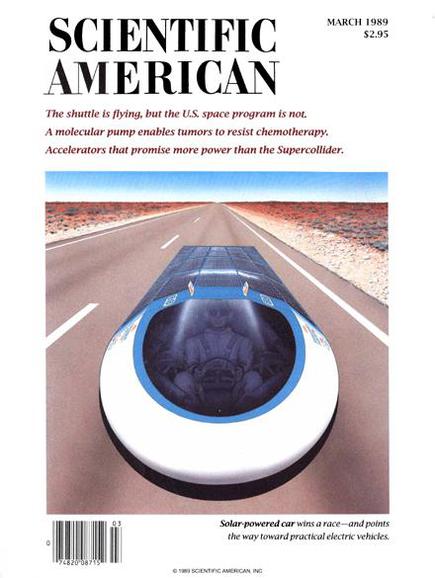 SCIENTIFIC
AMERICAN
MARCH 1989
$2.95
The shuttle is flying, but the U.S. space program is not.
A molecular pump enables tumors to resist chemotherapy.
Accelerators that promise more power than the Supercollider.
03
0
74820 08715
Solar-powered car wins a race—and points
the way toward practical electric vehicles.
© 1989 SCIENTIFIC AMERICAN, INC